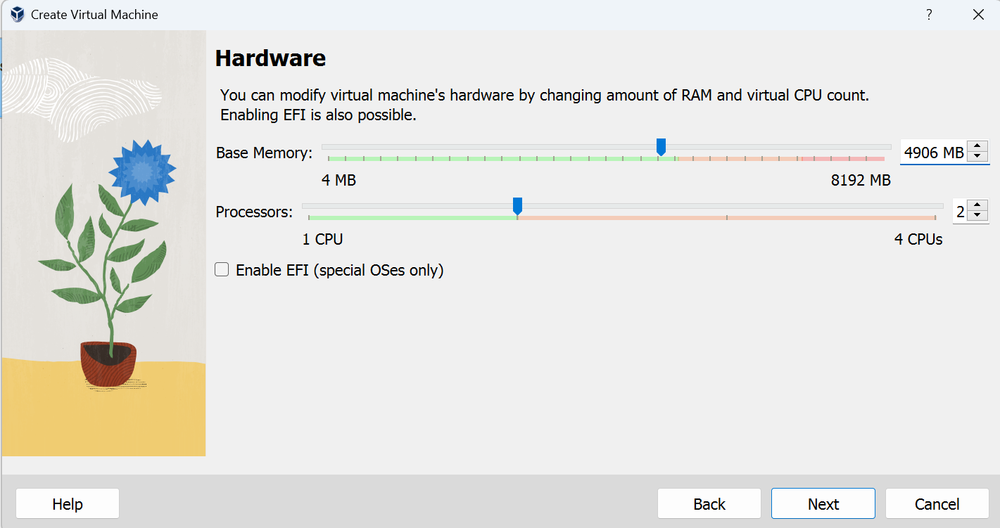 Create Virtual Machine
?
Hardware
You can modify virtual machine's hardware by changing amount of RAM and virtual CPU count.
Enabling EFI is also possible.
Base Memory:
4906 MB
4 MB
8192 MB
Processors:
2
1 CPU
4 CPUs
Enable EFI (special OSes only)
Help
Back
Next
Cancel